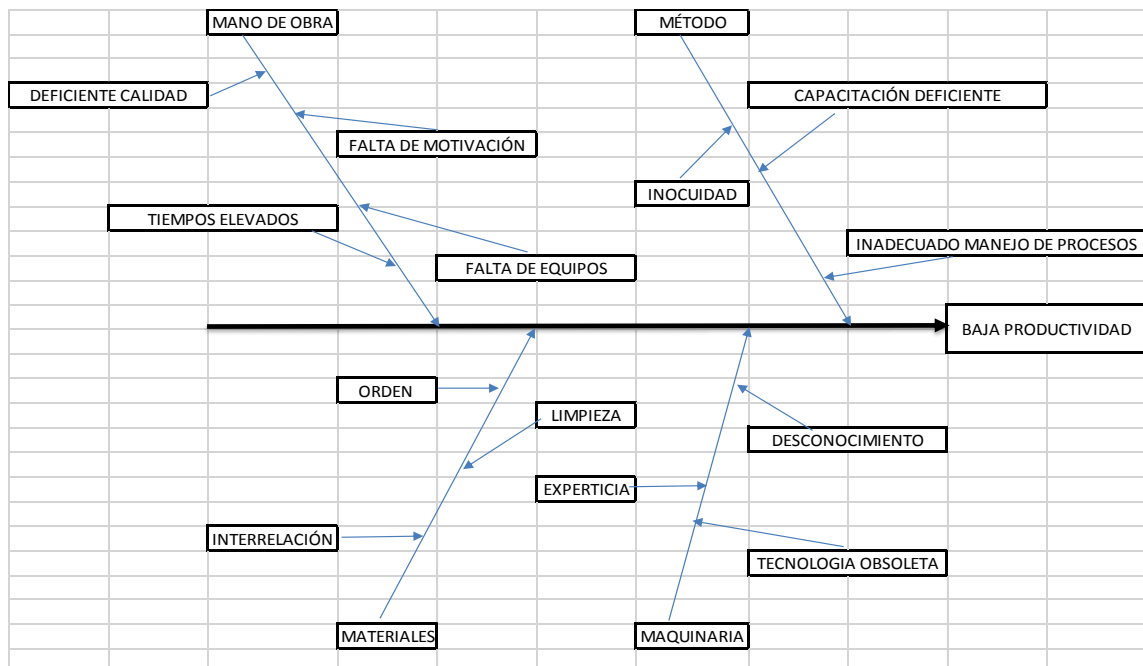 MANO DE OBRA
MÉTODO
DEFICIENTE CALIDAD
CAPACITACIÓN DEFICIENTE
FALTA DE MOTIVACIÓN
INOCUIDAD
TIEMPOS ELEVADOS
INADECUADO MANEJO DE PROCESOS
FALTA DE EQUIPOS
BAJA PRODUCTIVIDAD
ORDEN
LIMPIEZA
DESCONOCIMIENTO
EXPERTICIA
INTERRELACIÓN
TECNOLOGIA OBSOLETA
MATERIALES
MAQUINARIA